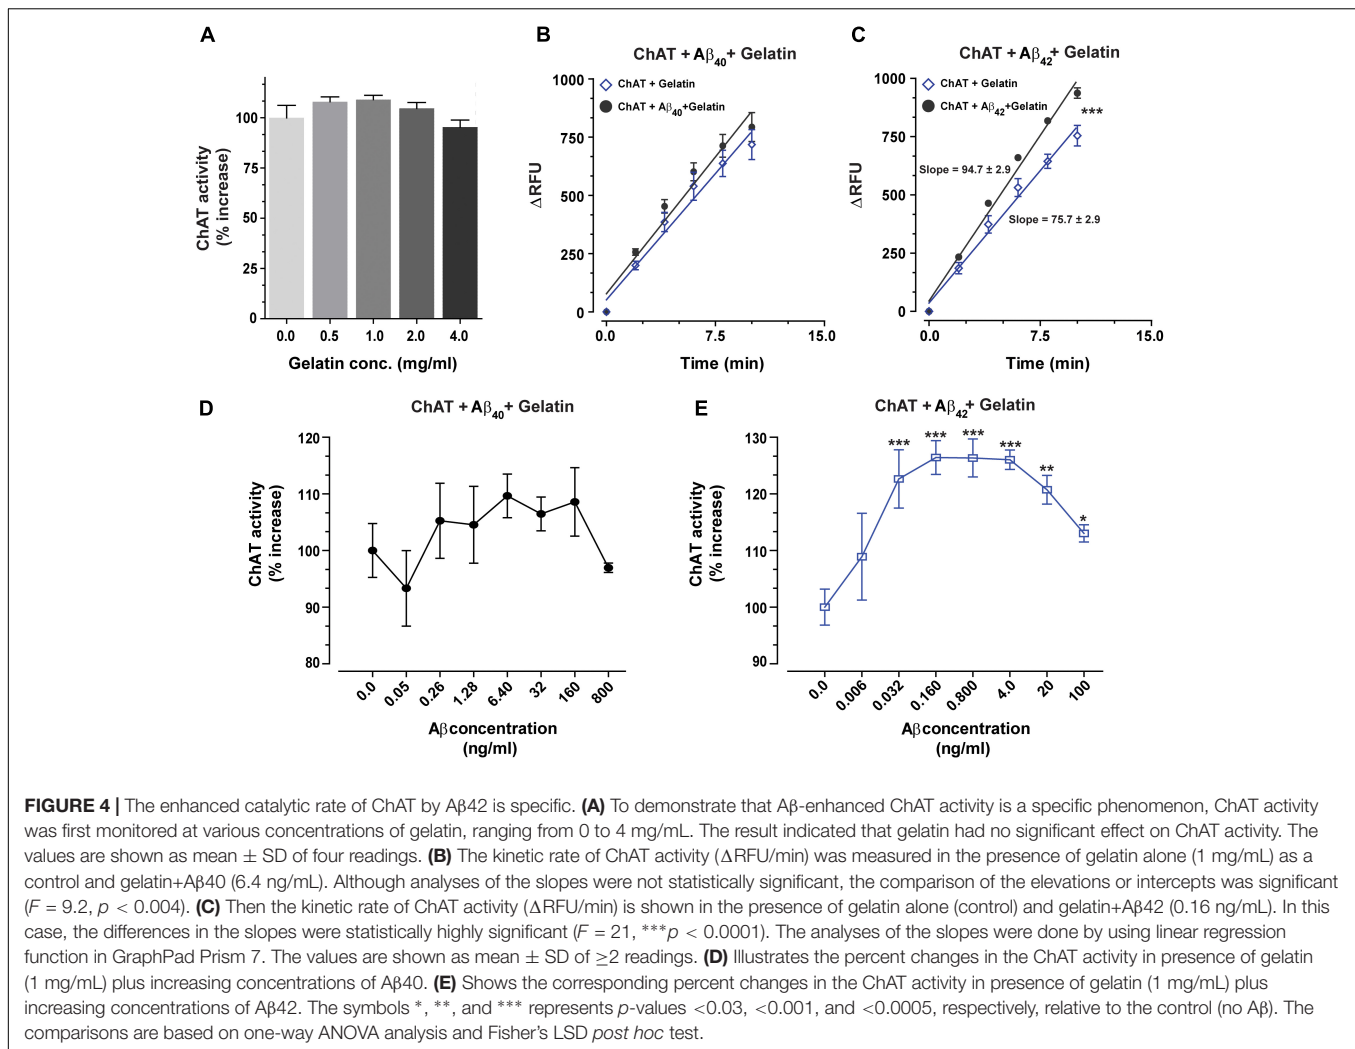 A
ChAT activity
(% increase)
100
75
50
25
0
0.0 0.5 1.0 2.0 4.0
Gelatin conc. (mg/ml)
B
ChAT + Aβ40 + Gelatin
ChAT + Gelatin
ChAT + Aβ40+Gelatin
ΔRFU
1000
750
500
250
0
0.0 7.5 15.0
Time (min)
C
ChAT + Aβ42 + Gelatin
ChAT + Gelatin
ChAT + Aβ42+Gelatin
***
Slope = 94.7 ± 2.9
Slope = 75.7 ± 2.9
ΔRFU
1000
750
500
250
0
0.0 7.5 15.0
Time (min)
D
ChAT + Aβ40 + Gelatin
ChAT activity
(% increase)
120
110
100
90
80
0.0 0.05 0.26 1.28 6.40 32 160 800
Aβconcentration
(ng/ml)
E
ChAT + Aβ42 + Gelatin
ChAT activity
(% increase)
130
120
110
100
90
*** *** *** *** ** *
0.0 0.006 0.032 0.160 0.800 4.0 20 100
Aβconcentration
(ng/ml)
FIGURE 4 | The enhanced catalytic rate of ChAT by Aβ42 is specific. (A) To demonstrate that Aβ-enhanced ChAT activity is a specific phenomenon, ChAT activity
was first monitored at various concentrations of gelatin, ranging from 0 to 4 mg/mL. The result indicated that gelatin had no significant effect on ChAT activity. The
values are shown as mean ± SD of four readings. (B) The kinetic rate of ChAT activity (ΔRFU/min) was measured in the presence of gelatin alone (1 mg/mL) as a
control and gelatin+Aβ40 (6.4 ng/mL). Although analyses of the slopes were not statistically significant, the comparison of the elevations or intercepts was significant
(F = 9.2, p < 0.004). (C) Then the kinetic rate of ChAT activity (ΔRFU/min) is shown in the presence of gelatin alone (control) and gelatin+Aβ42 (0.16 ng/mL). In this
case, the differences in the slopes were statistically highly significant (F = 21, ***p < 0.0001). The analyses of the slopes were done by using linear regression
function in GraphPad Prism 7. The values are shown as mean ± SD of ≥2 readings. (D) Illustrates the percent changes in the ChAT activity in presence of gelatin
(1 mg/mL) plus increasing concentrations of Aβ40. (E) Shows the corresponding percent changes in the ChAT activity in presence of gelatin (1 mg/mL) plus
increasing concentrations of Aβ42. The symbols *, **, and *** represents p-values <0.03, <0.001, and <0.0005, respectively, relative to the control (no Aβ). The
comparisons are based on one-way ANOVA analysis and Fisher's LSD post hoc test.